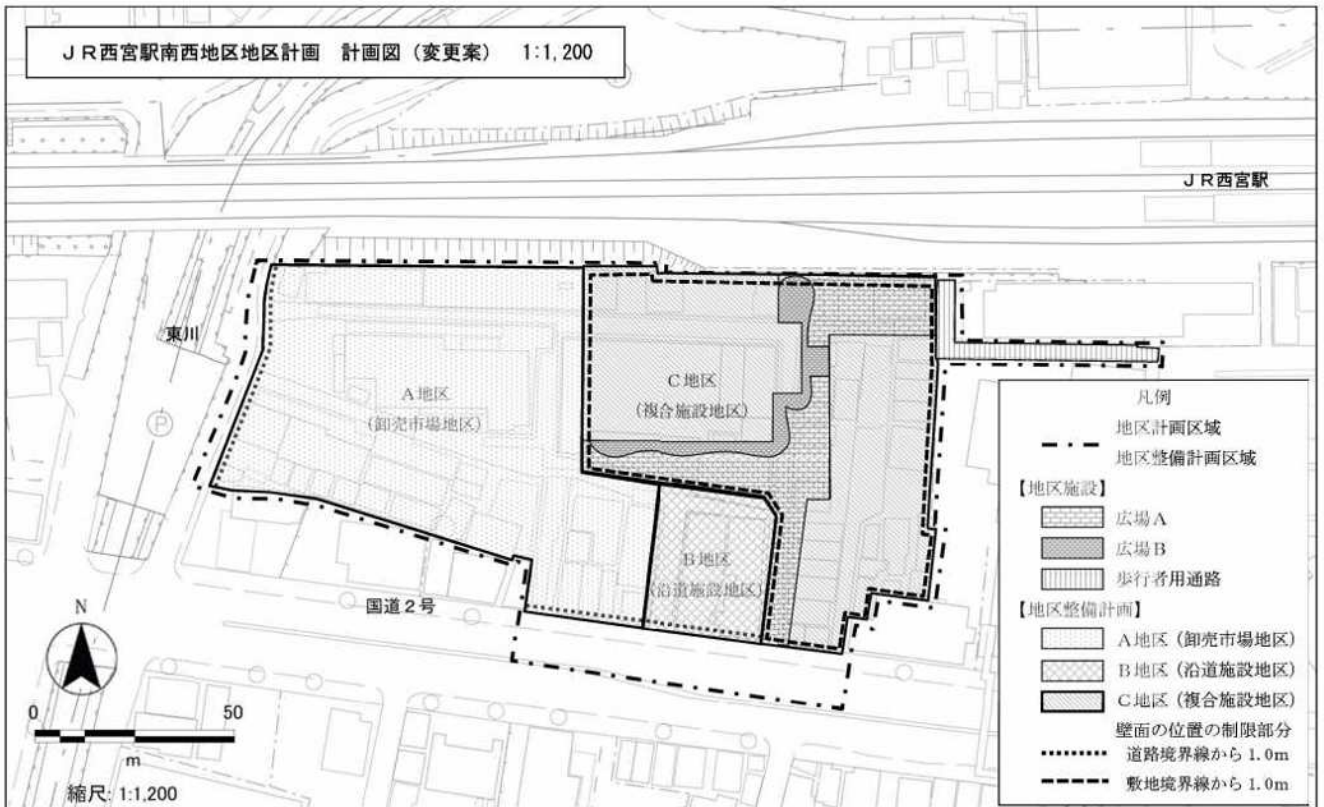 ＪＲ西宮駅南西地区地区計画　計画図（変更案）　1:1,200
ＪＲ西宮駅
東川
A地区
（卸売市場地区）
C地区
（複合施設地区）
P
B地区
（沿道施設地区）
国道２号
N
0 50
m
縮尺: 1:1,200
凡例
地区計画区域
地区整備計画区域
【地区施設】
広場A
広場B
歩行者用通路
【地区整備計画】
A地区（卸売市場地区）
B地区（沿道施設地区）
C地区（複合施設地区）
壁面の位置の制限部分
道路境界線から 1.0m
敷地境界線から 1.0m